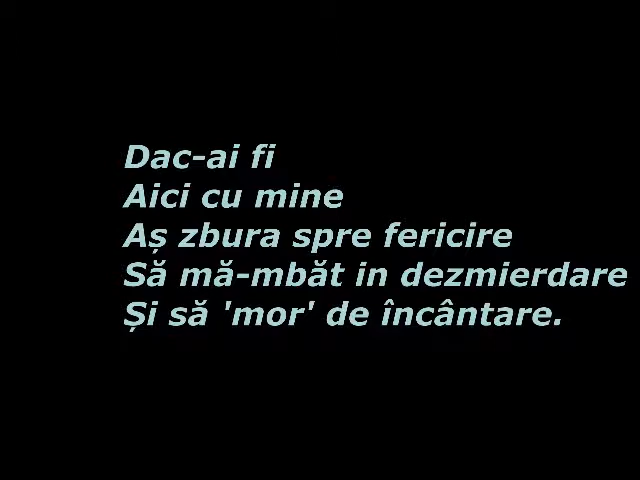 Dac-ai fi
Aici cu mine
Aș zbura spre fericire
Să mă-mbăt in dezmierdare
Și să 'mor' de încântare.